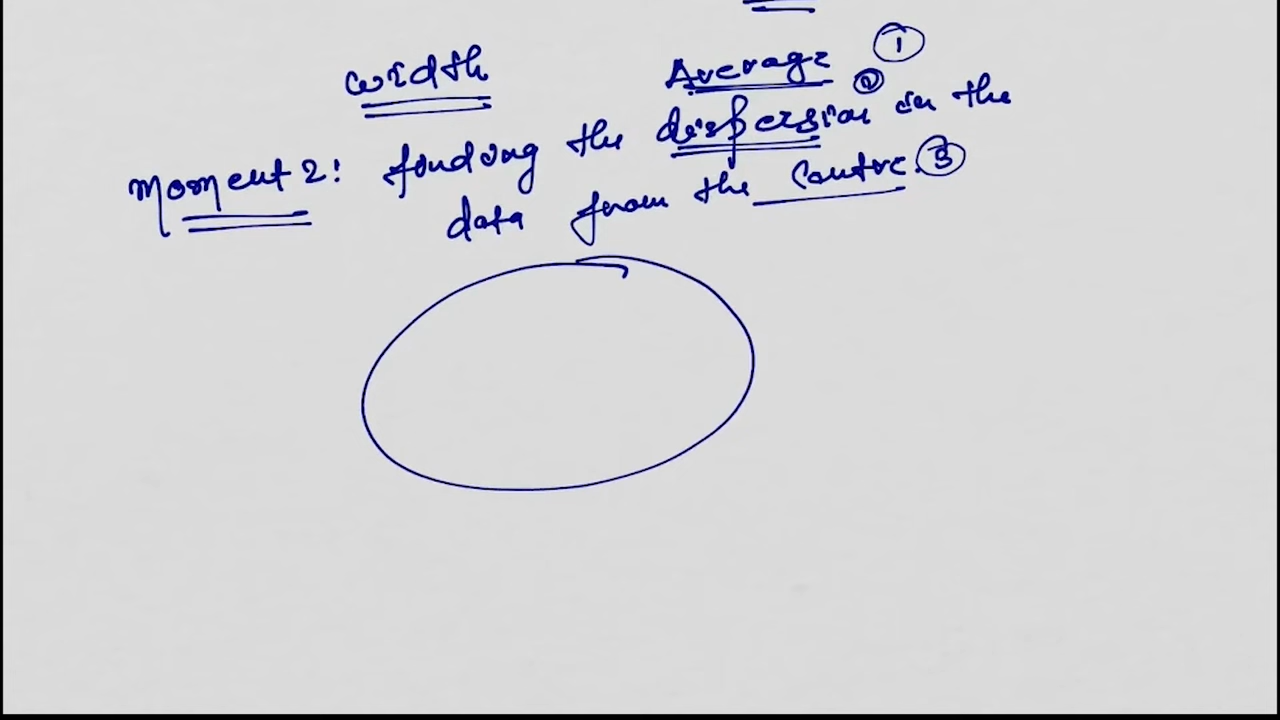 width Average ①
Moment 2: finding the dispersion ② in the
data from the Centre. ③